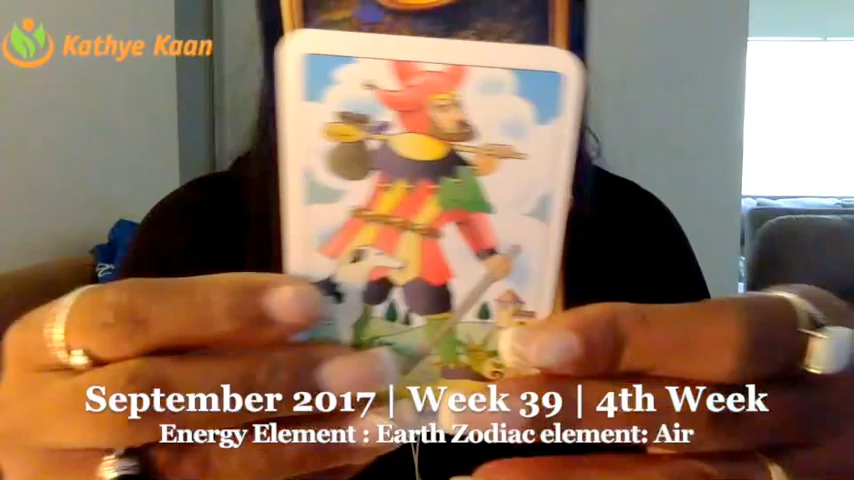 Kathye Kaan
September 2017 | Week 39 | 4th Week
Energy Element : Earth Zodiac element: Air